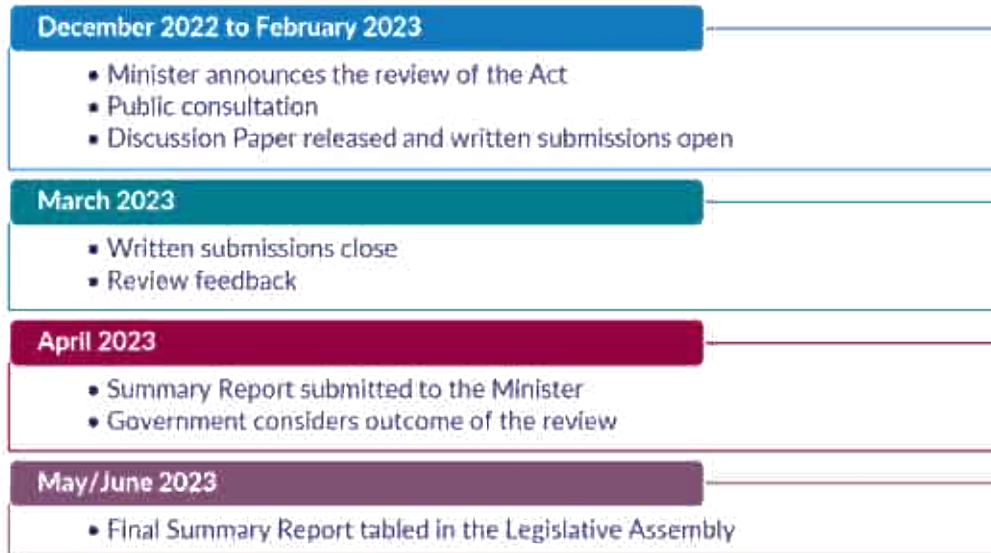 December 2022 to February 2023
• Minister announces the review of the Act
• Public consultation
• Discussion Paper released and written submissions open
March 2023
• Written submissions close
• Review feedback
April 2023
• Summary Report submitted to the Minister
• Government considers outcome of the review
May/June 2023
• Final Summary Report tabled in the Legislative Assembly